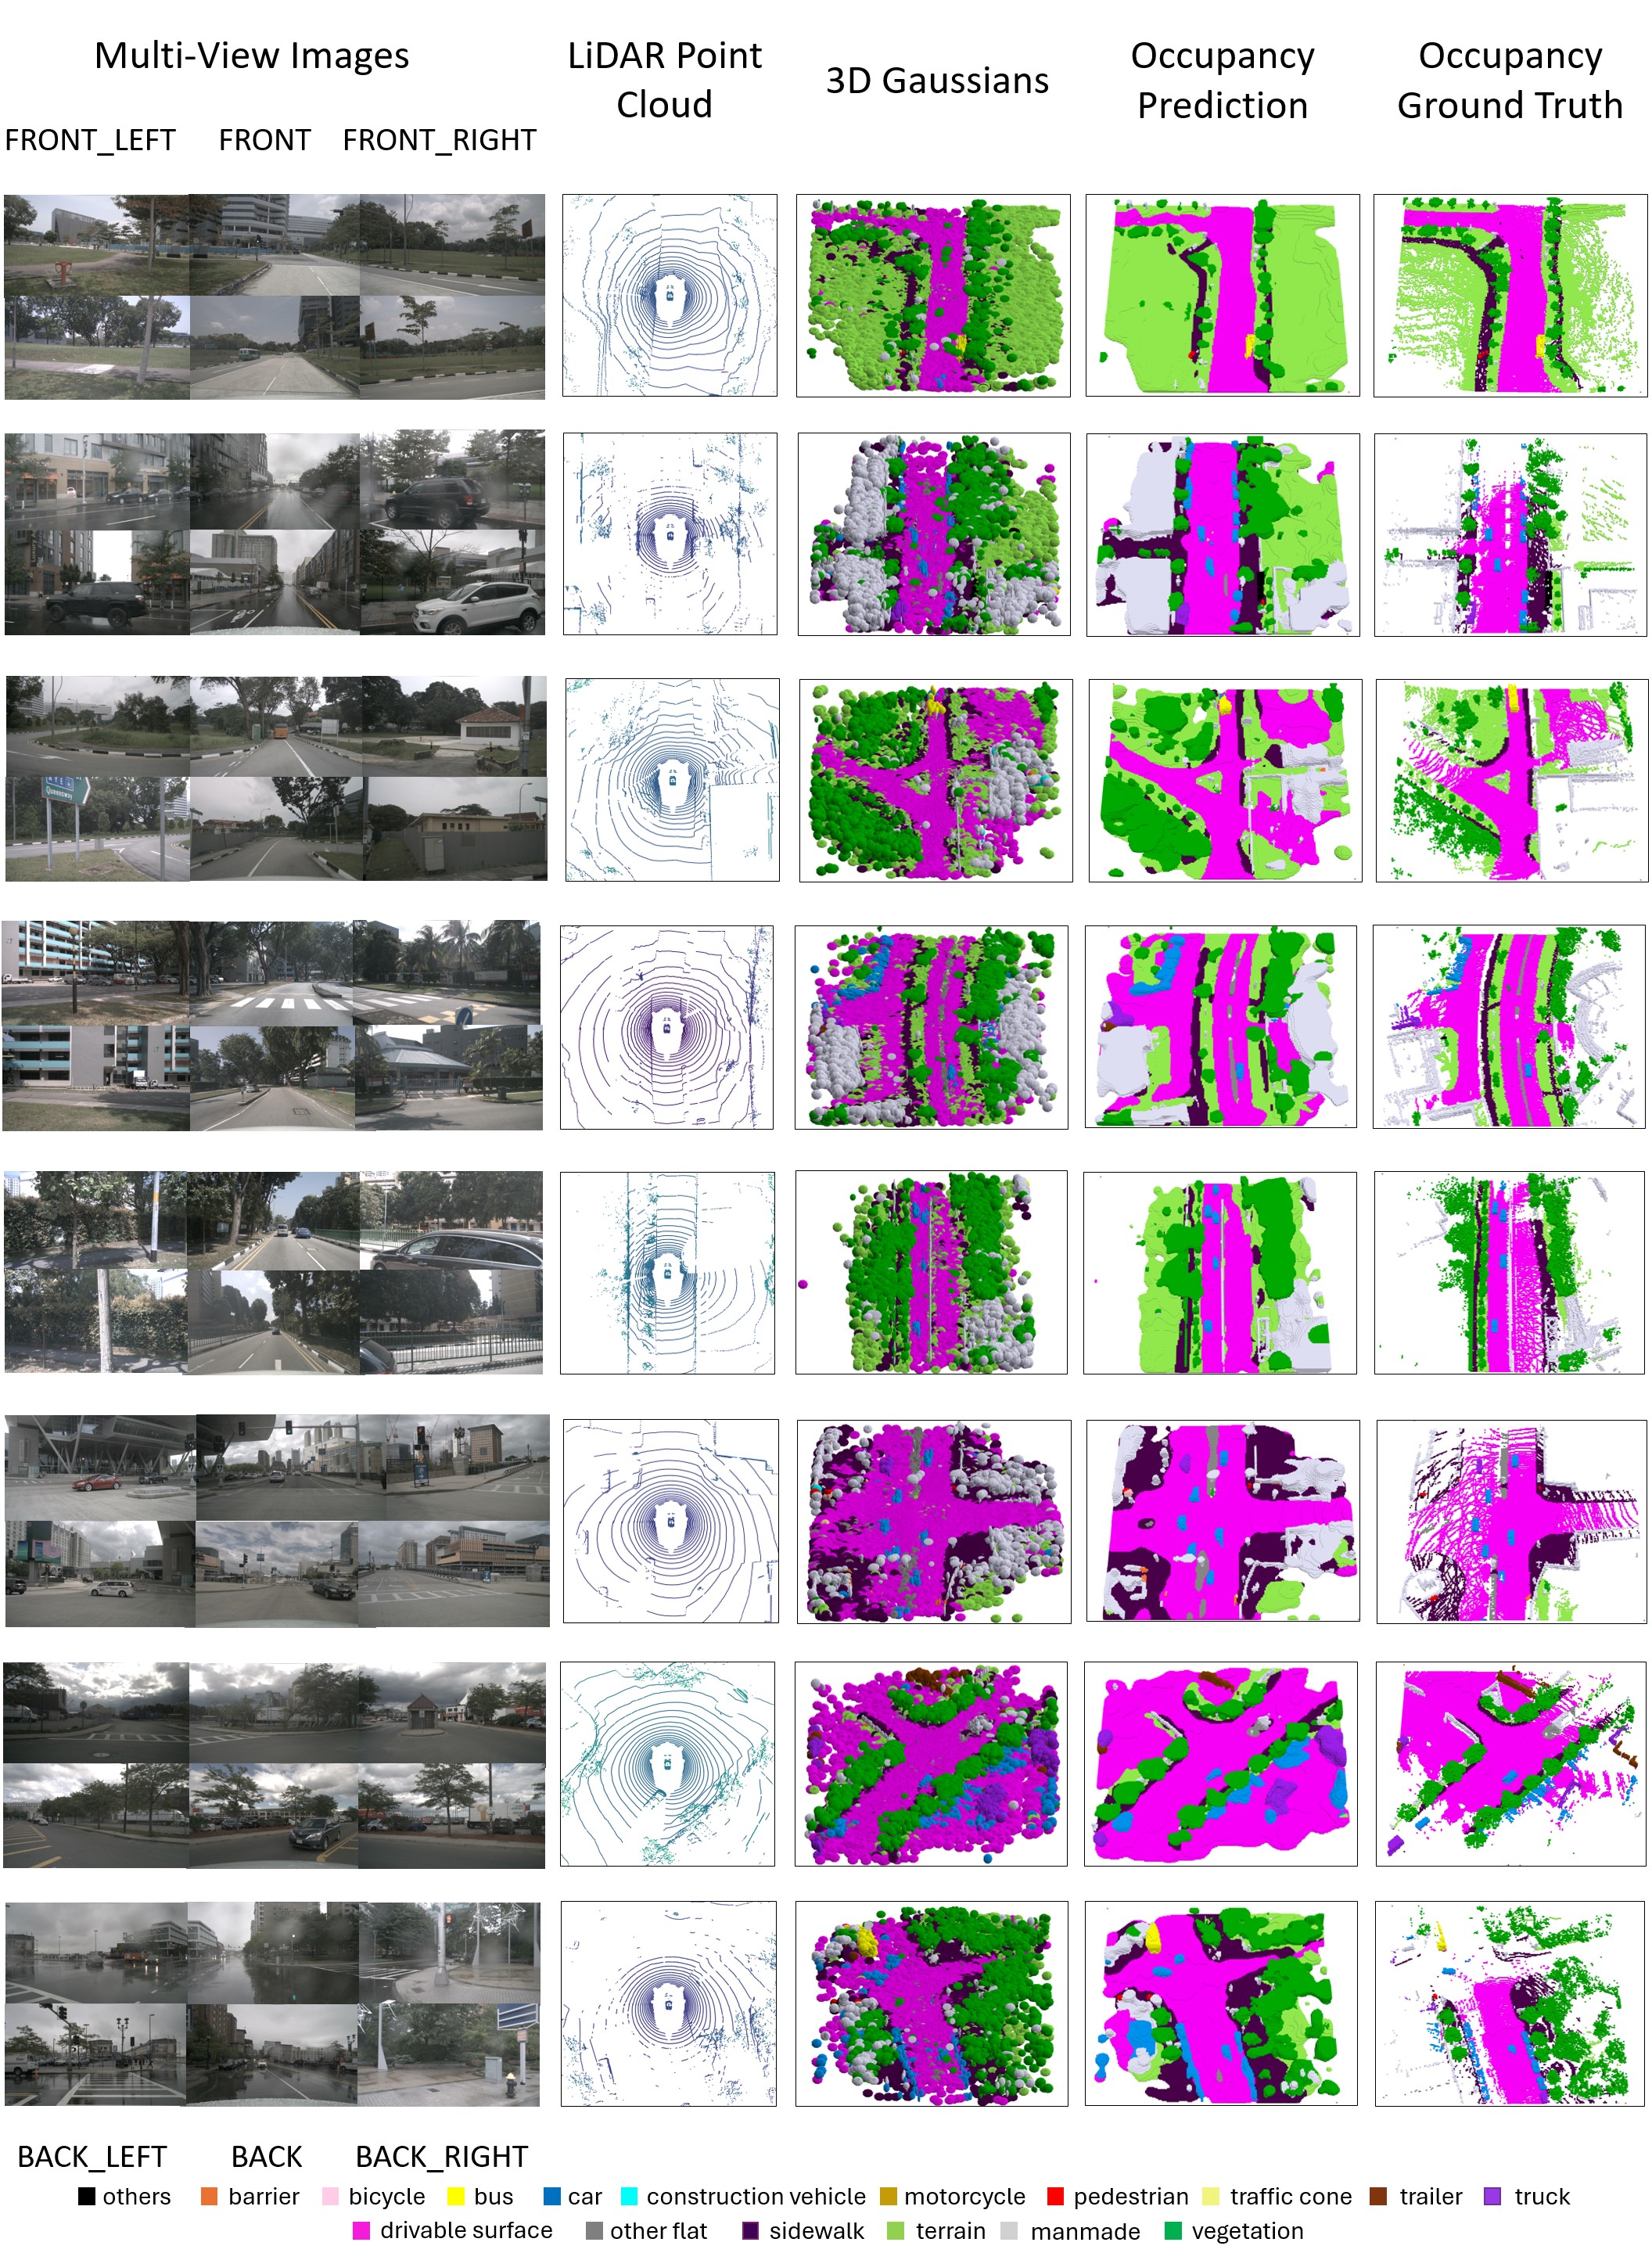 Multi-View Images
LiDAR Point
Cloud
3D Gaussians
Occupancy
Prediction
Occupancy
Ground Truth
FRONT_LEFT
FRONT
FRONT_RIGHT
Queensway
BACK_LEFT
BACK
BACK_RIGHT
others
barrier
bicycle
bus
car
construction vehicle
motorcycle
pedestrian
traffic cone
trailer
truck
drivable surface
other flat
sidewalk
terrain
manmade
vegetation